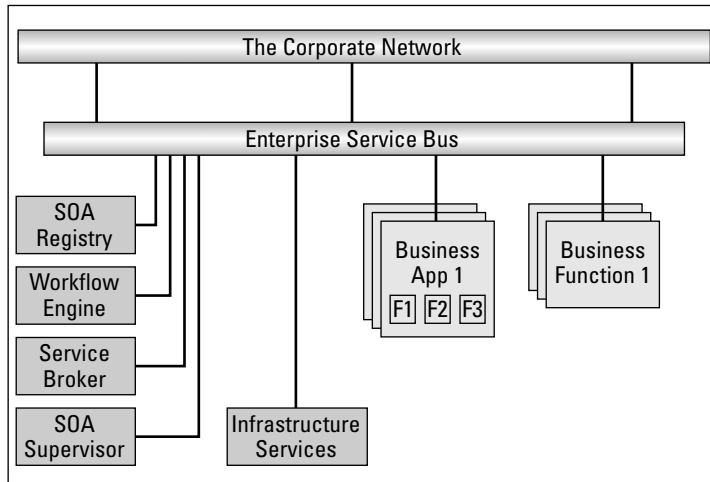 The Corporate Network
Enterprise Service Bus
SOA
Registry
Workflow
Engine
Service
Broker
SOA
Supervisor
Infrastructure
Services
Business
App 1
F1 F2 F3
Business
Function 1